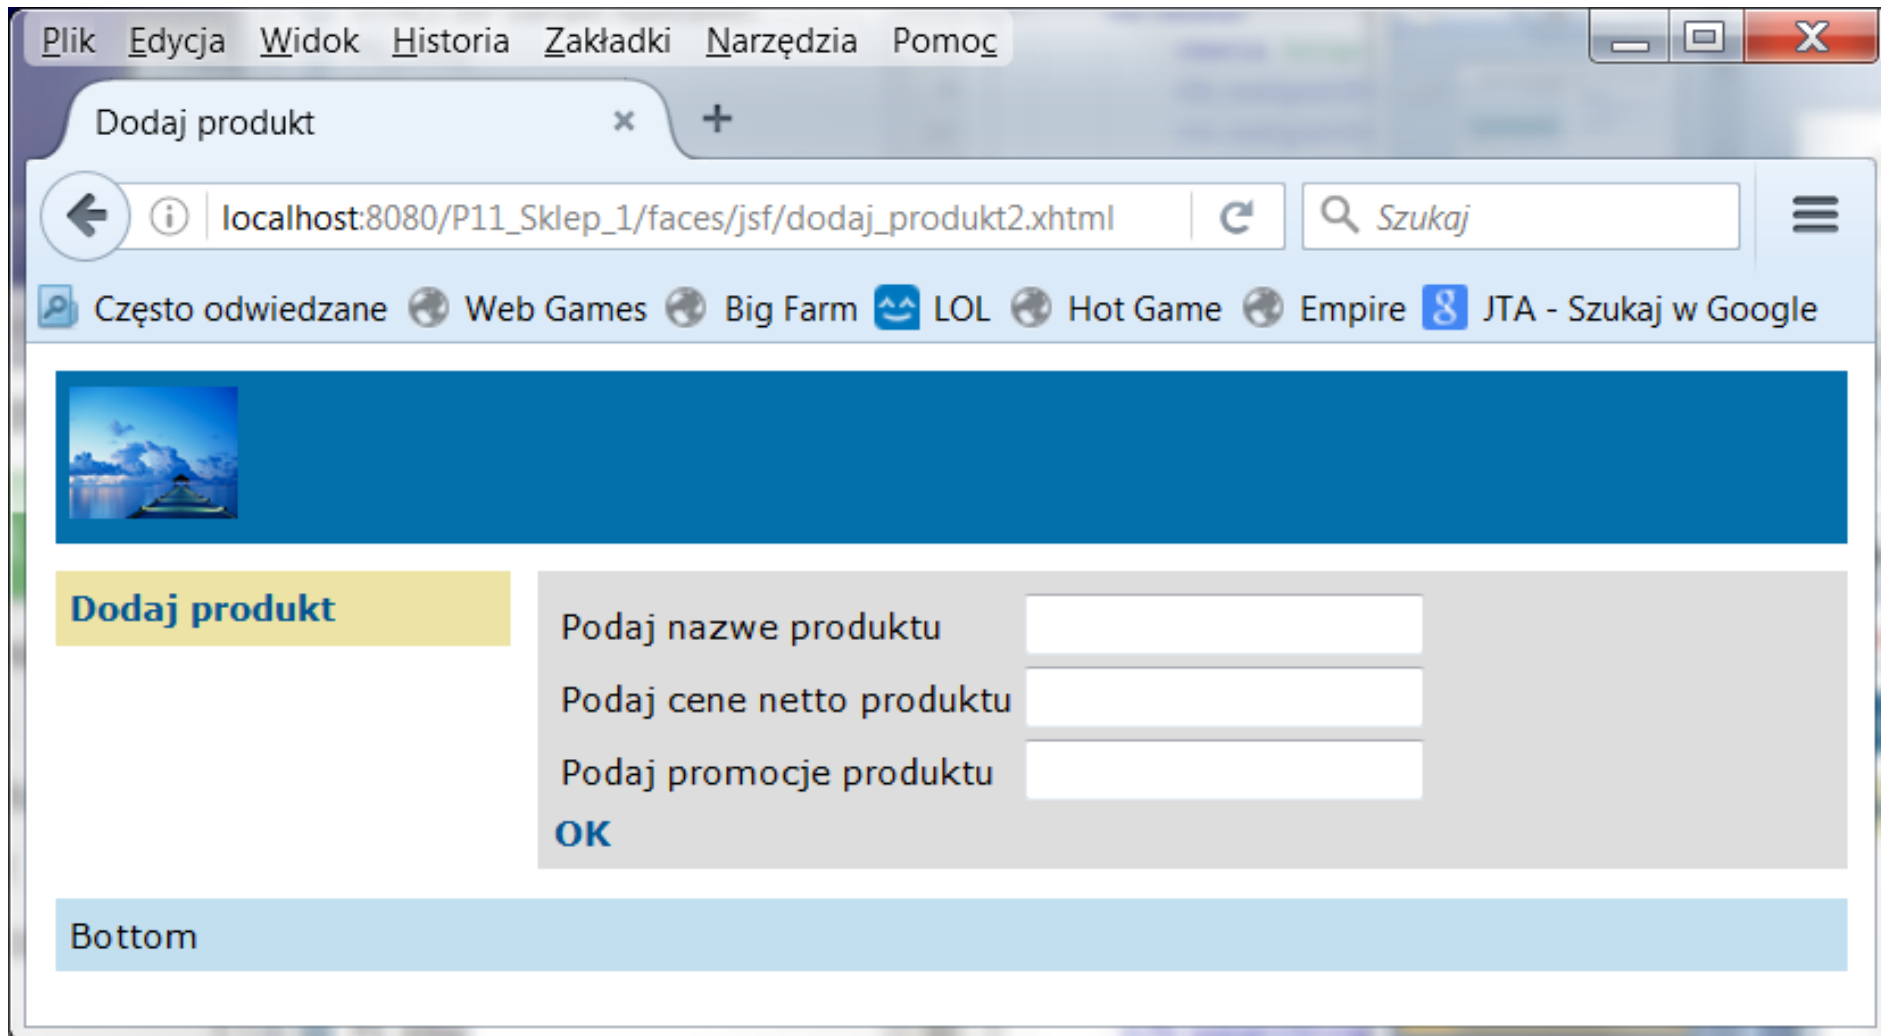 Plik Edycja Widok Historia Zakładki Narzędzia Pomoc
Dodaj produkt
localhost:8080/P11_Sklep_1/faces/jsf/dodaj_produkt2.xhtml Szukaj
Często odwiedzane Web Games Big Farm LOL Hot Game Empire 8 JTA - Szukaj w Google
Dodaj produkt
Podaj nazwe produktu
Podaj cene netto produktu
Podaj promocje produktu
OK
Bottom